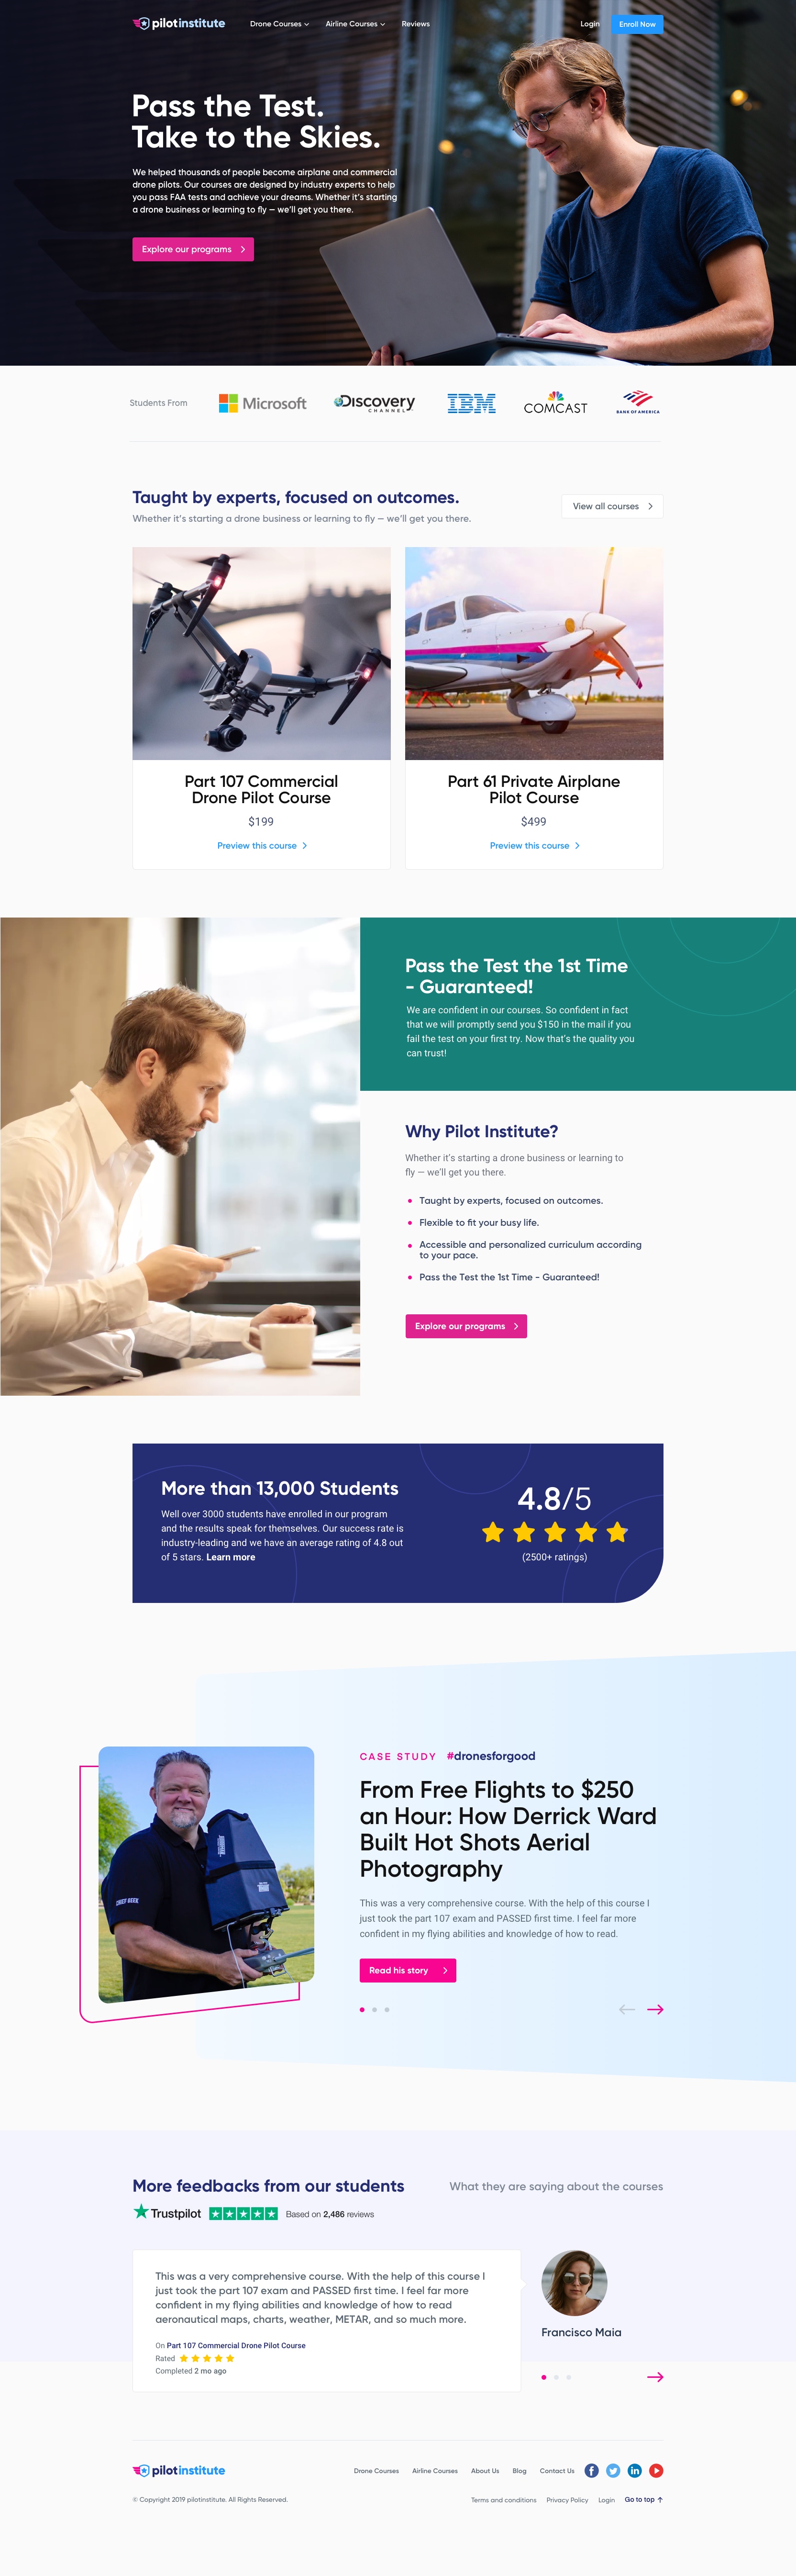 pilotinstitute Drone Courses Airline Courses Reviews Login Enroll Now
Pass the Test.
Take to the Skies.
We helped thousands of people become airplane and commercial
drone pilots. Our courses are designed by industry experts to help
you pass FAA tests and achieve your dreams. Whether it's starting
a drone business or learning to fly — we'll get you there.
Explore our programs
Students From Microsoft Discovery CHANNEL IBM COMCAST BANK OF AMERICA
Taught by experts, focused on outcomes.
Whether it's starting a drone business or learning to fly — we'll get you there.
View all courses
Part 107 Commercial
Drone Pilot Course
$199
Preview this course
Part 61 Private Airplane
Pilot Course
$499
Preview this course
Pass the Test the 1st Time
- Guaranteed!
We are confident in our courses. So confident in fact
that we will promptly send you $150 in the mail if you
fail the test on your first try. Now that's the quality you
can trust!
Why Pilot Institute?
Whether it's starting a drone business or learning to
fly — we'll get you there.
Taught by experts, focused on outcomes.
Flexible to fit your busy life.
Accessible and personalized curriculum according
to your pace.
Pass the Test the 1st Time - Guaranteed!
Explore our programs
More than 13,000 Students
Well over 3000 students have enrolled in our program
and the results speak for themselves. Our success rate is
industry-leading and we have an average rating of 4.8 out
of 5 stars. Learn more
4.8/5
(2500+ ratings)
CHIEF GEEK
CASE STUDY #dronesforgood
From Free Flights to $250
an Hour: How Derrick Ward
Built Hot Shots Aerial
Photography
This was a very comprehensive course. With the help of this course I
just took the part 107 exam and PASSED first time. I feel far more
confident in my flying abilities and knowledge of how to read.
Read his story
More feedbacks from our students
What they are saying about the courses
Trustpilot Based on 2,486 reviews
This was a very comprehensive course. With the help of this course I
just took the part 107 exam and PASSED first time. I feel far more
confident in my flying abilities and knowledge of how to read
aeronautical maps, charts, weather, METAR, and so much more.
On Part 107 Commercial Drone Pilot Course
Rated
Completed 2 mo ago
Francisco Maia
pilotinstitute Drone Courses Airline Courses About Us Blog Contact Us
© Copyright 2019 pilotinstitute. All Rights Reserved.
Terms and conditions Privacy Policy Login Go to top